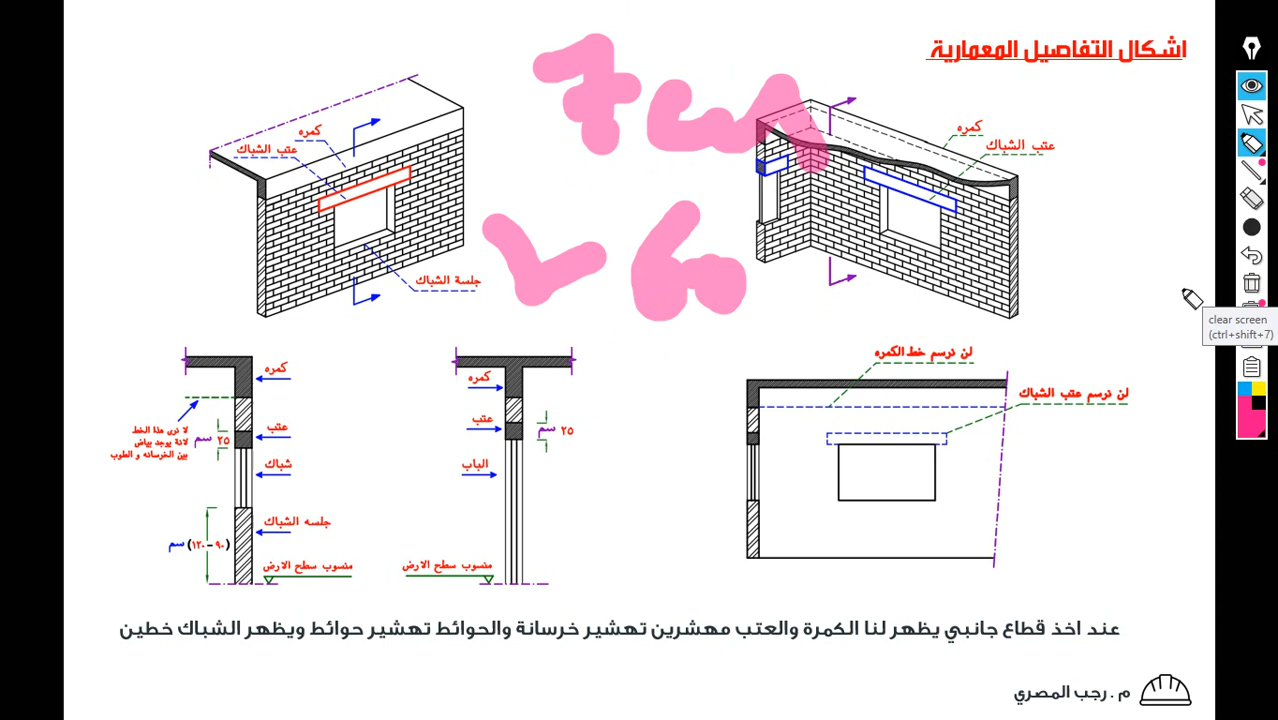 اشكال التفاصيل المعمارية
كمره
عتب الشباك
جلسة الشباك
كمره
عتب الشباك
كمره
لا نرى هذا الخط
لانة يوجد بياض
بين الخرسانه و الطوب
٢٥ سم
عتب
شباك
جلسه الشباك
(٩٠ - ١٢٠) سم
منسوب سطح الارض
كمره
عتب
٢٥ سم
الباب
منسوب سطح الارض
لن ترسم خط الكمره
لن ترسم عتب الشباك
عند اخذ قطاع جانبي يظهر لنا الكمرة والعتب مهشرين تهشير خرسانة والحوائط تهشير حوائط ويظهر الشباك خطين
م . رجب المصري
clear screen
(ctrl+shift+7)